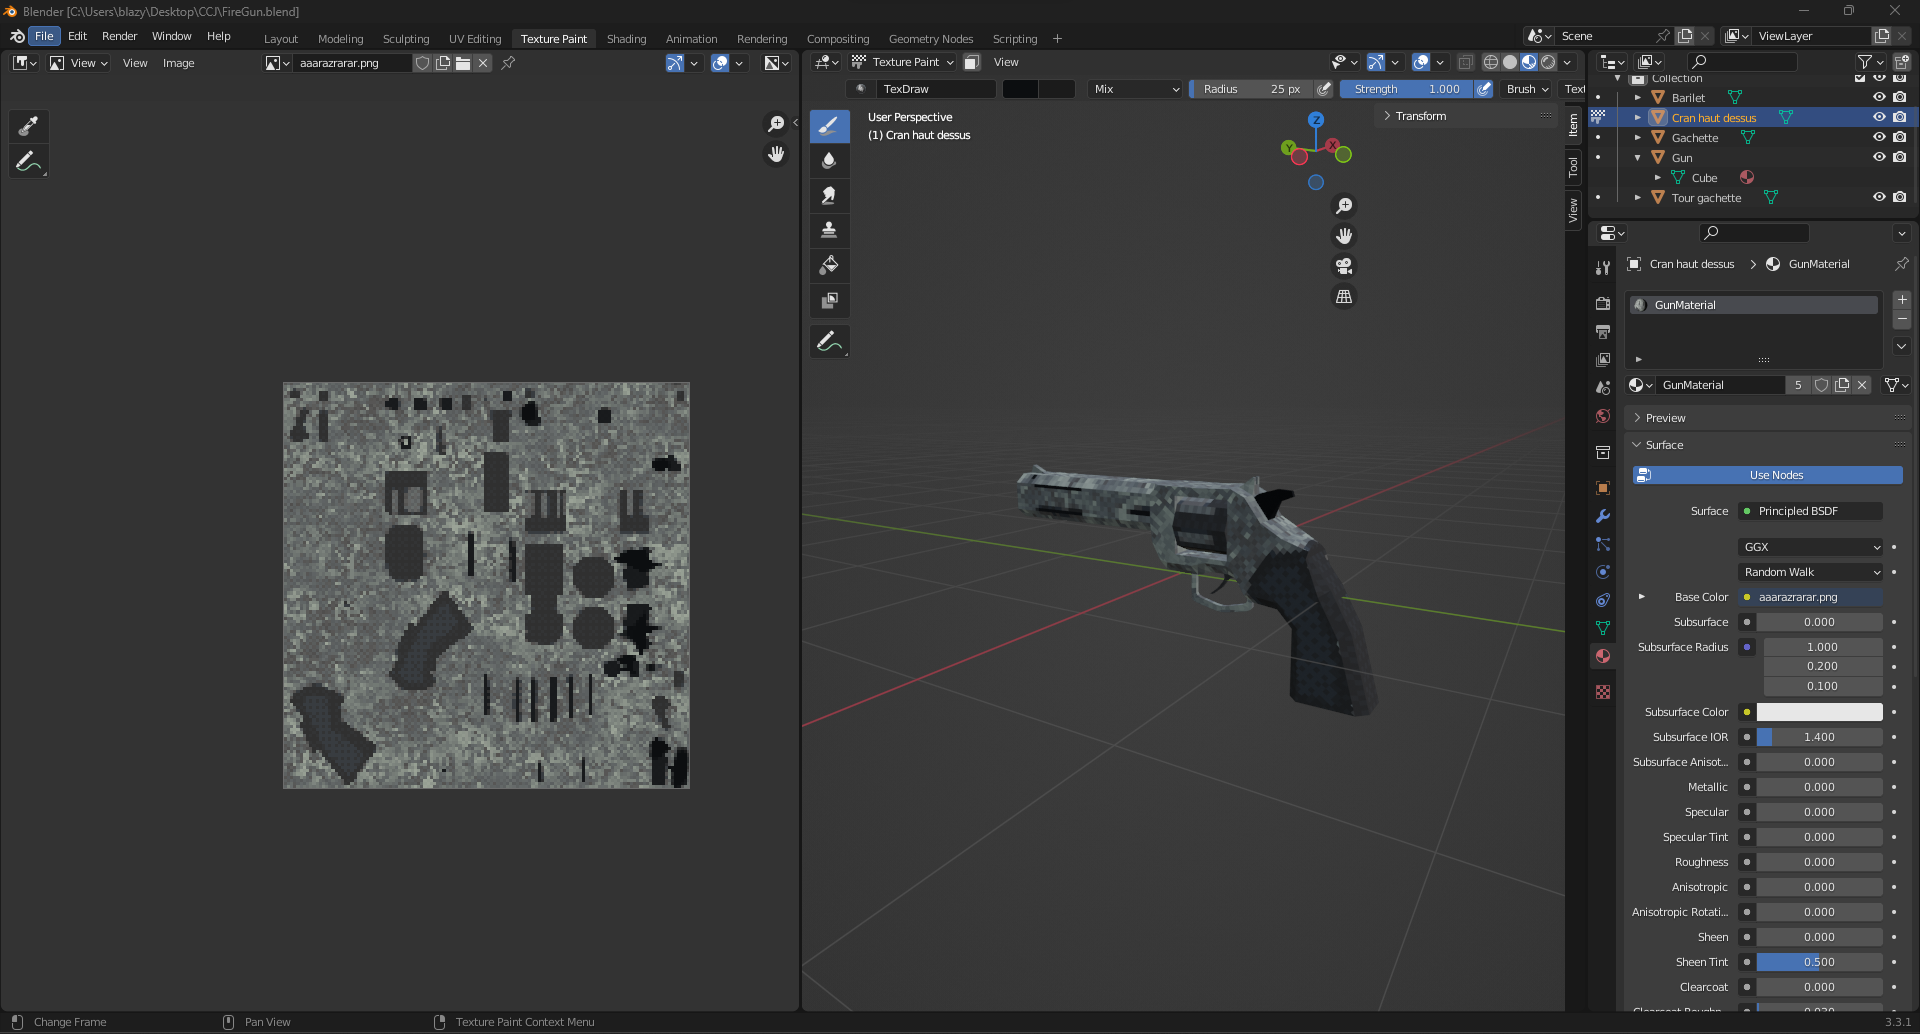 Blender [C:\Users\blazy\Desktop\CCJ\FireGun.blend]
File Edit Render Window Help Layout Modeling Sculpting UV Editing Texture Paint Shading Animation Rendering Compositing Geometry Nodes Scripting + Scene ViewLayer
View View Image aaarazrarar.png
Texture Paint View
TexDraw Mix Radius 25 px Strength 1.000 Brush Text
User Perspective
(1) Cran haut dessus
Transform
Item
Tool
View
Z
Y
X
Collection
Barilet
Cran haut dessus
Gachette
Gun
Cube
Tour gachette
Cran haut dessus > GunMaterial
GunMaterial
GunMaterial 5
Preview
Surface
Use Nodes
Surface Principled BSDF
GGX
Random Walk
Base Color aaarazrarar.png
Subsurface 0.000
Subsurface Radius 1.000
0.200
0.100
Subsurface Color
Subsurface IOR 1.400
Subsurface Anisot... 0.000
Metallic 0.000
Specular 0.000
Specular Tint 0.000
Roughness 0.000
Anisotropic 0.000
Anisotropic Rotati... 0.000
Sheen 0.000
Sheen Tint 0.500
Clearcoat 0.000
Clearcoat Roughn... 0.030
Change Frame Pan View Texture Paint Context Menu 3.3.1